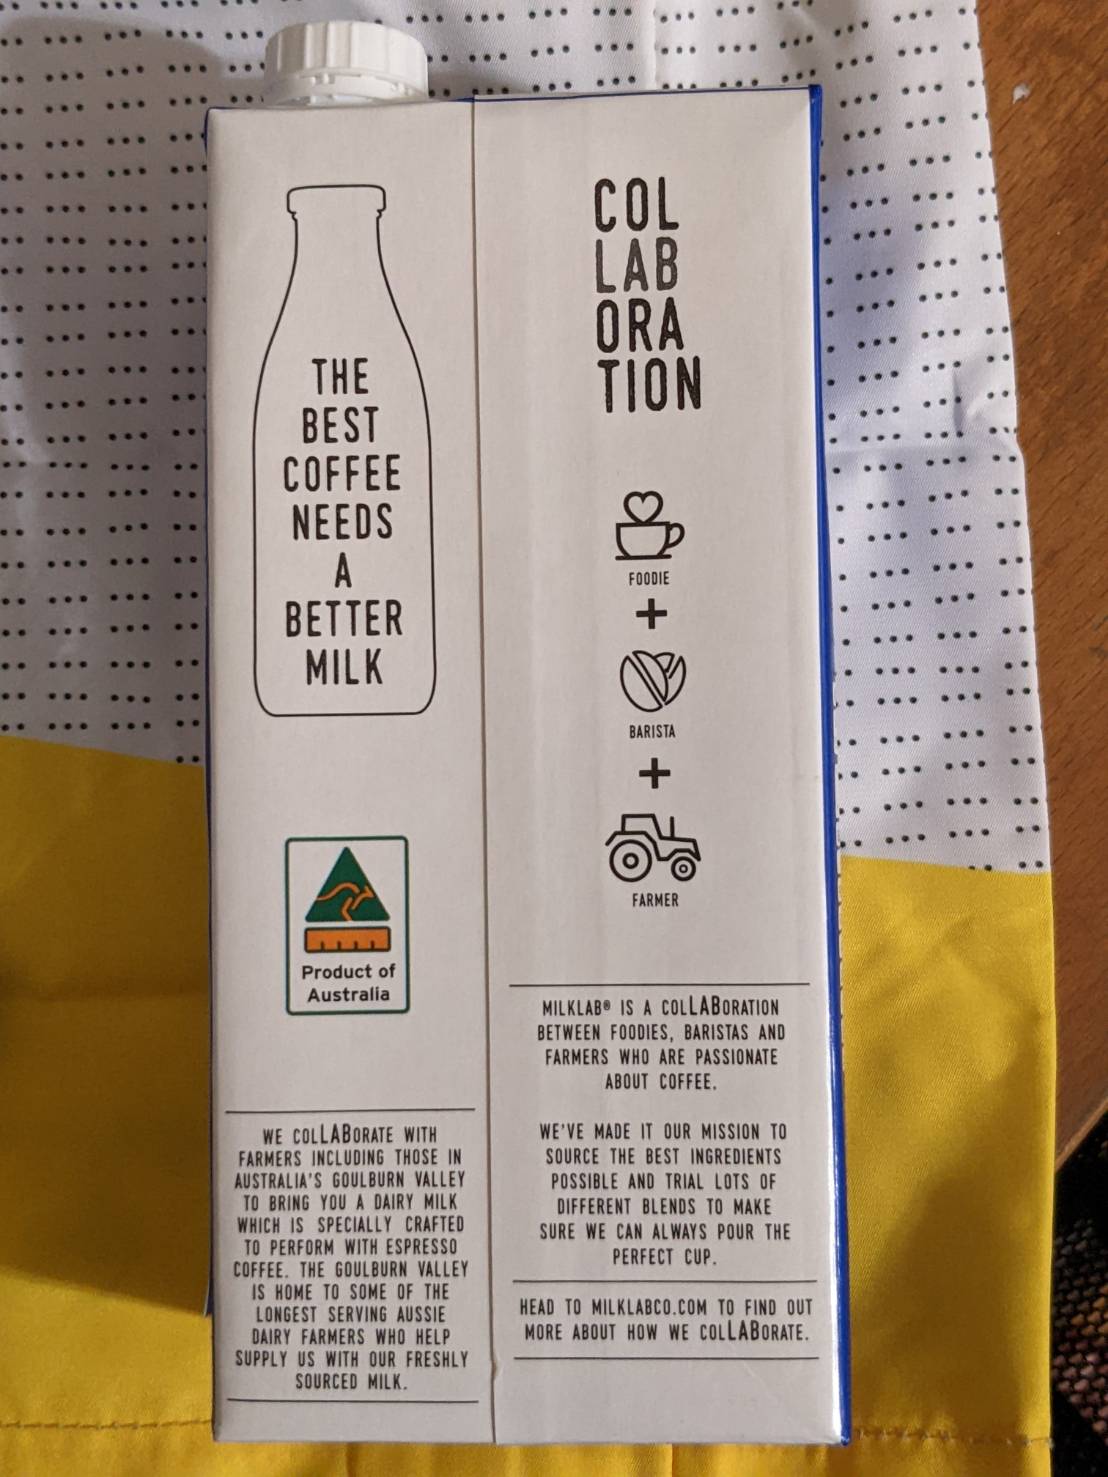 THE
BEST
COFFEE
NEEDS
A
BETTER
MILK
Product of
Australia
WE COLLABORATE WITH
FARMERS INCLUDING THOSE IN
AUSTRALIA'S GOULBURN VALLEY
TO BRING YOU A DAIRY MILK
WHICH IS SPECIALLY CRAFTED
TO PERFORM WITH ESPRESSO
COFFEE. THE GOULBURN VALLEY
IS HOME TO SOME OF THE
LONGEST SERVING AUSSIE
DAIRY FARMERS WHO HELP
SUPPLY US WITH OUR FRESHLY
SOURCED MILK.
COL
LAB
ORA
TION
FOODIE
+
BARISTA
+
FARMER
MILKLAB® IS A COLLABORATION
BETWEEN FOODIES, BARISTAS AND
FARMERS WHO ARE PASSIONATE
ABOUT COFFEE.
WE'VE MADE IT OUR MISSION TO
SOURCE THE BEST INGREDIENTS
POSSIBLE AND TRIAL LOTS OF
DIFFERENT BLENDS TO MAKE
SURE WE CAN ALWAYS POUR THE
PERFECT CUP.
HEAD TO MILKLABCO.COM TO FIND OUT
MORE ABOUT HOW WE COLLABORATE.